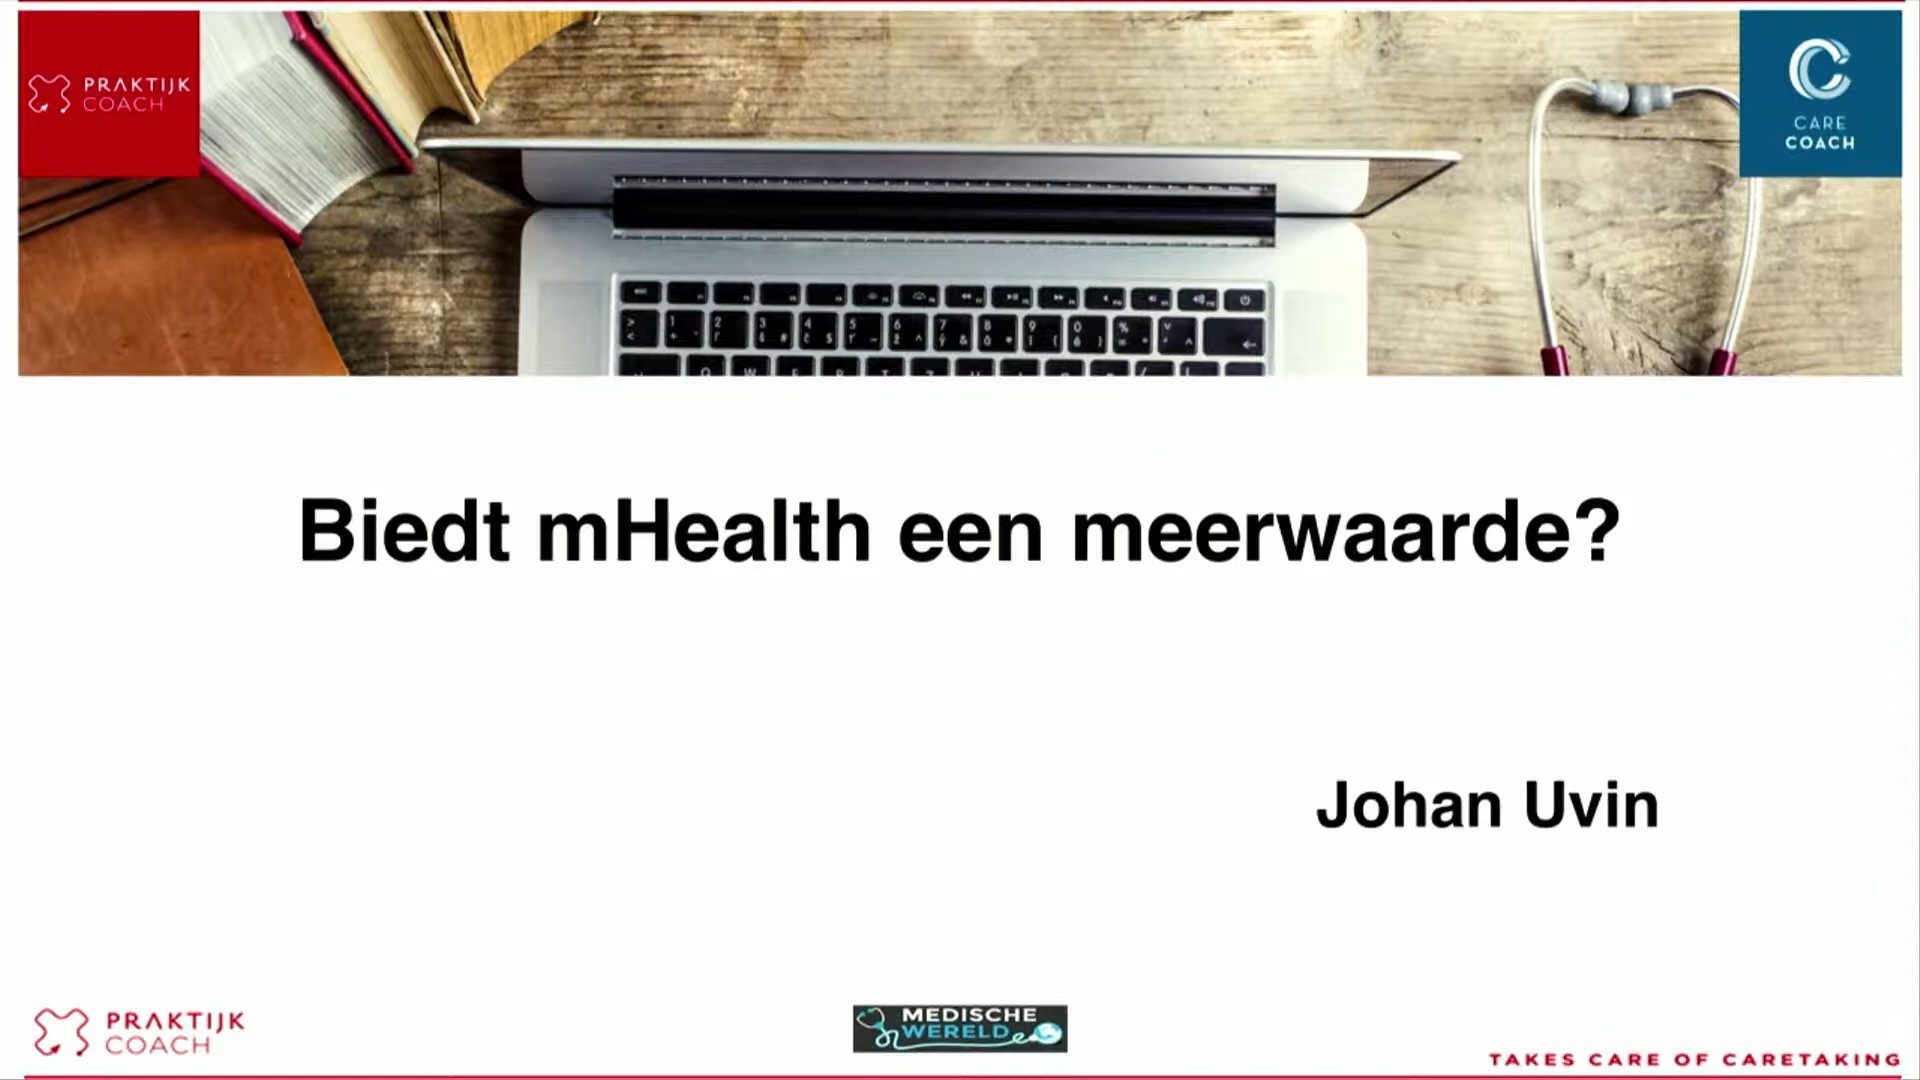 PRAKTIJK
COACH
CARE
COACH
Biedt mHealth een meerwaarde?
Johan Uvin
PRAKTIJK
COACH
MEDISCHE
WERELD
TAKES CARE OF CARETAKING